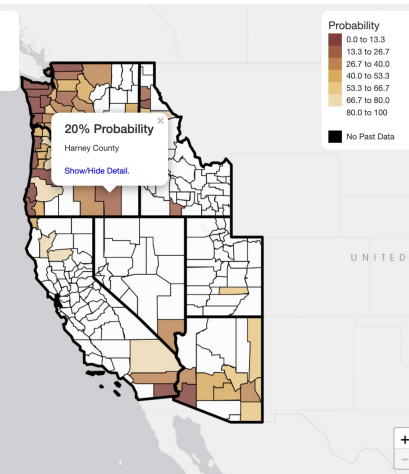 Probability
0.0 to 13.3
13.3 to 26.7
26.7 to 40.0
40.0 to 53.3
53.3 to 66.7
66.7 to 80.0
80.0 to 100
No Past Data
×
20% Probability
Harney County
Show/Hide Detail.
UNITED
+
−